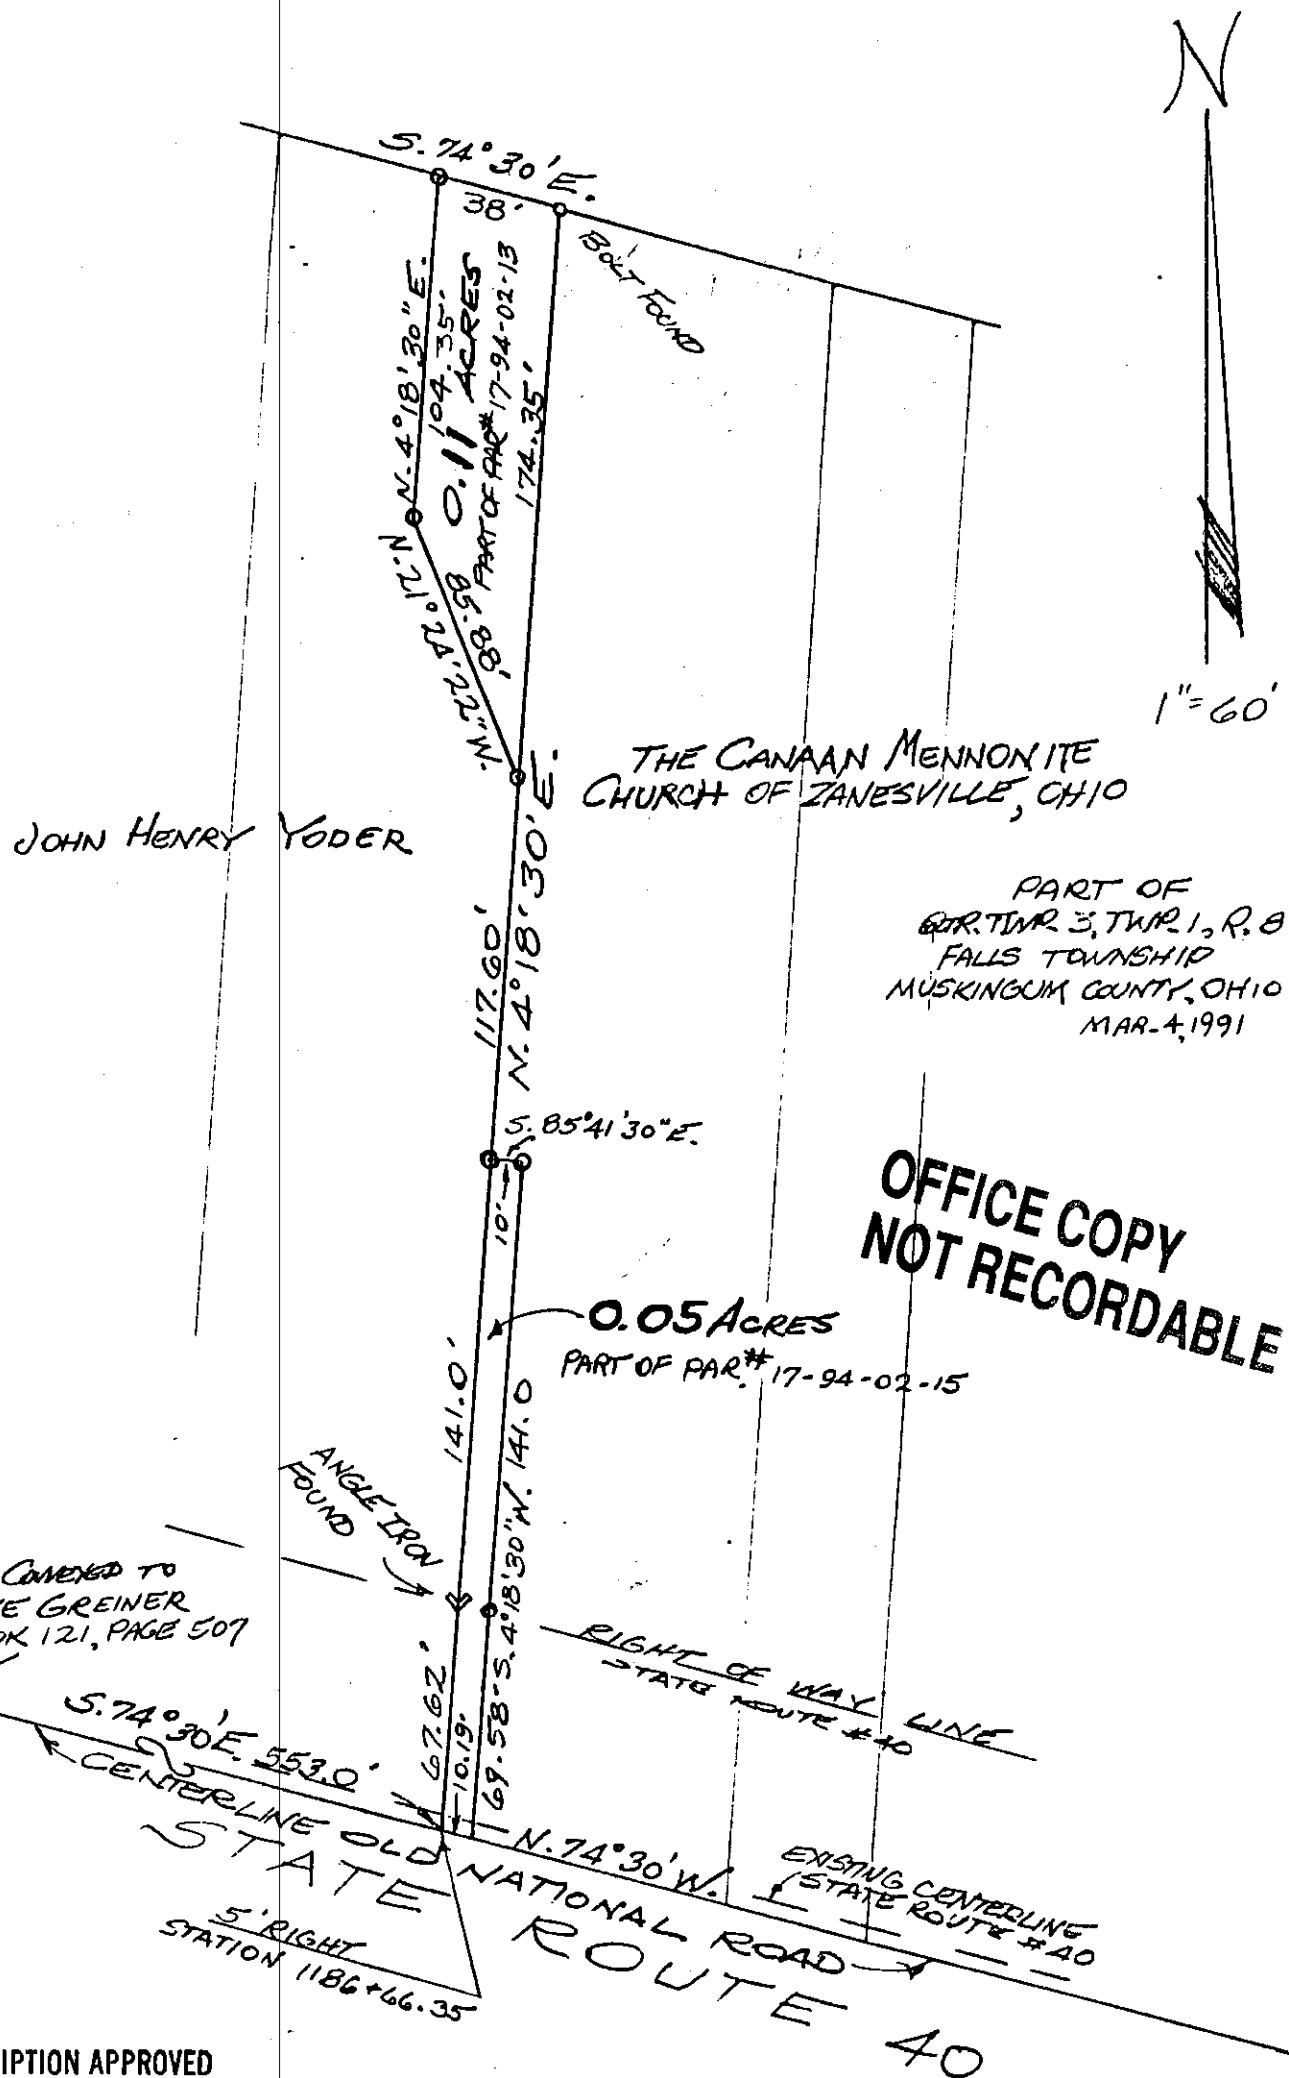 N
S. 74° 30' E.
38'
BOLT FOUND
N. 4° 18' 30" E.
104.35'
0.11 ACRES
PART OF PAR.# 17-94-02-13
174.35'
N. 21° 24' 22" W.
85.88'
1" = 60'
THE CANAAN MENNONITE
CHURCH OF ZANESVILLE, OHIO
JOHN HENRY YODER
PART OF
QTR. TWP. 3, TWP. 1, R. 8
FALLS TOWNSHIP
MUSKINGUM COUNTY, OHIO
MAR. 4, 1991
117.60'
N. 4° 18' 30' E.
S. 85° 41' 30" E.
10'
OFFICE COPY
NOT RECORDABLE
0.05 ACRES
PART OF PAR.# 17-94-02-15
141.0'
S. 4° 18' 30" W. 141.0
ANGLE IRON
FOUND
CONVEYED TO
GREINER
121, PAGE 507
RIGHT OF WAY LINE
STATE ROUTE #40
67.62'
10.19'
69.58'
S. 74° 30' E. 553.0'
CENTERLINE OLD NATIONAL ROAD
N. 74° 30' W.
EXISTING CENTERLINE
STATE ROUTE #40
STATE ROUTE 40
5' RIGHT
STATION 1186+66.35
IPTION APPROVED